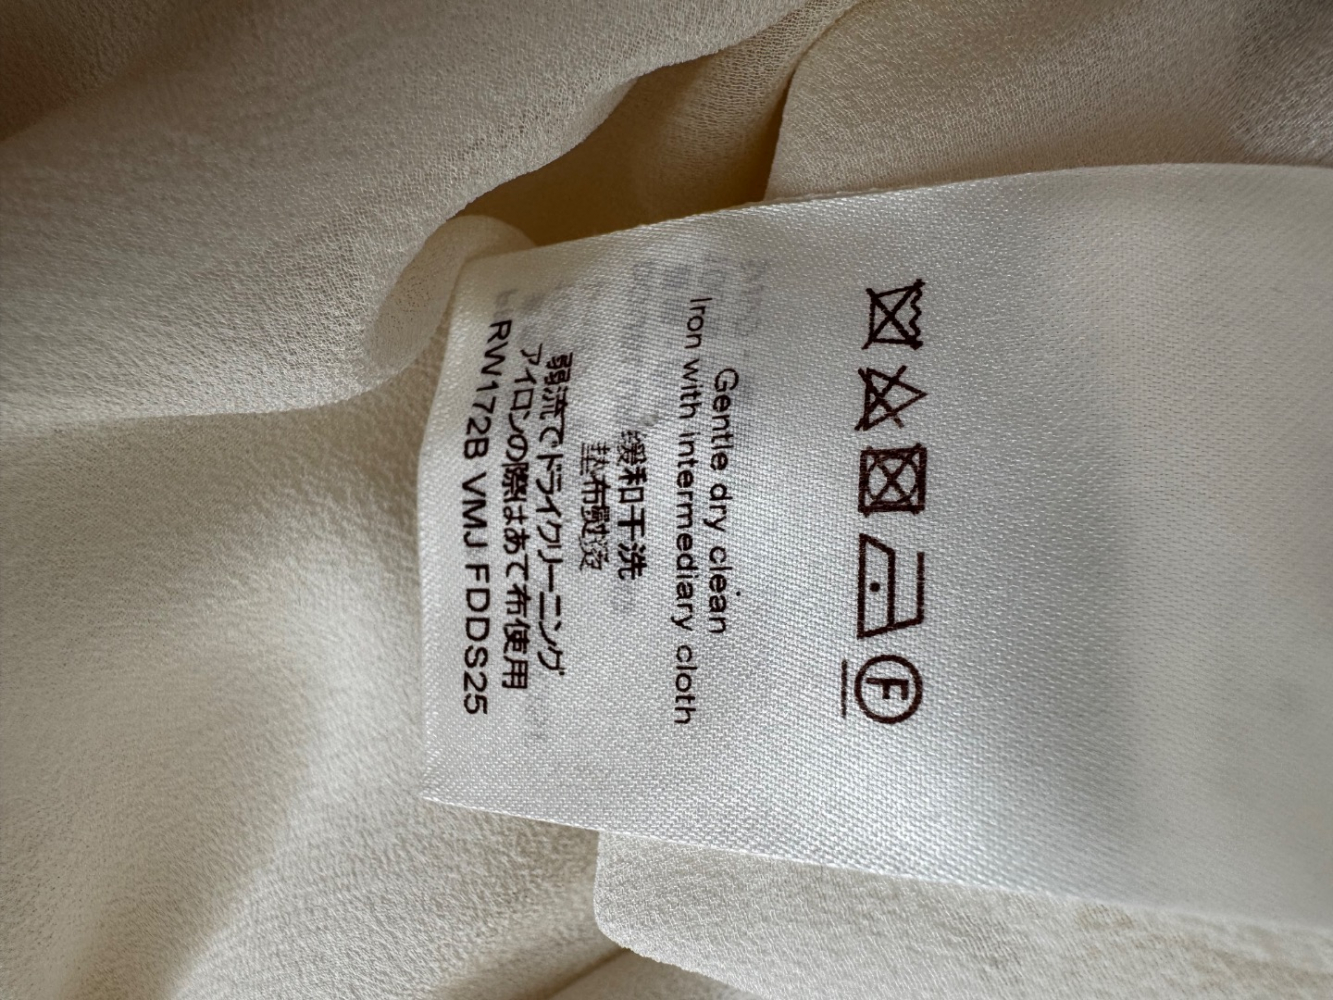 Gentle dry clean
Iron with intermediary cloth
缓和干洗
垫布熨烫
弱流てドライクリーニング
アイロンの際はあて布使用
RW172B VMJ FDDS25